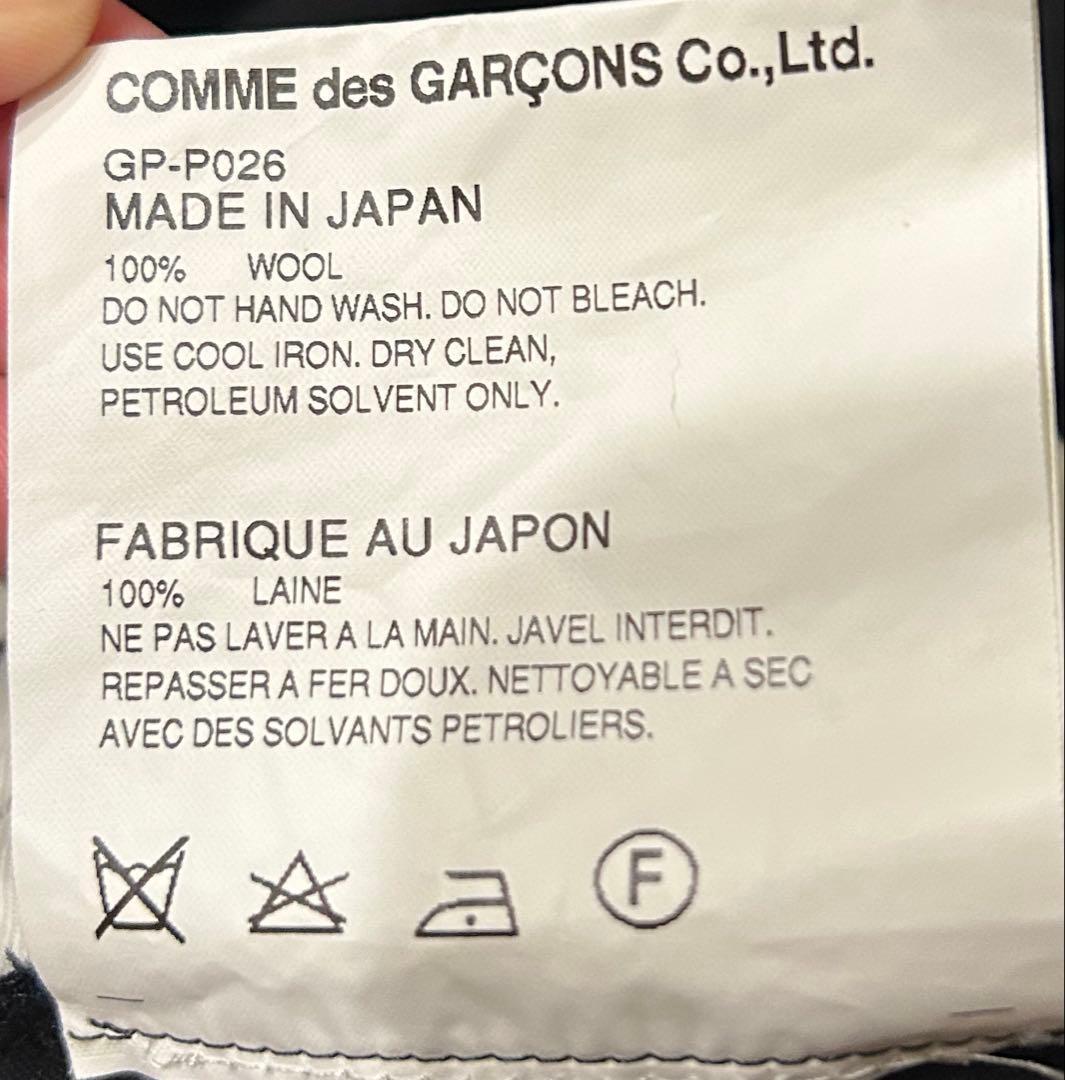 COMME des GARÇONS Co.,Ltd.
GP-P026
MADE IN JAPAN
100% WOOL
DO NOT HAND WASH. DO NOT BLEACH.
USE COOL IRON. DRY CLEAN,
PETROLEUM SOLVENT ONLY.
FABRIQUE AU JAPON
100% LAINE
NE PAS LAVER A LA MAIN. JAVEL INTERDIT.
REPASSER A FER DOUX. NETTOYABLE A SEC
AVEC DES SOLVANTS PETROLIERS.
F